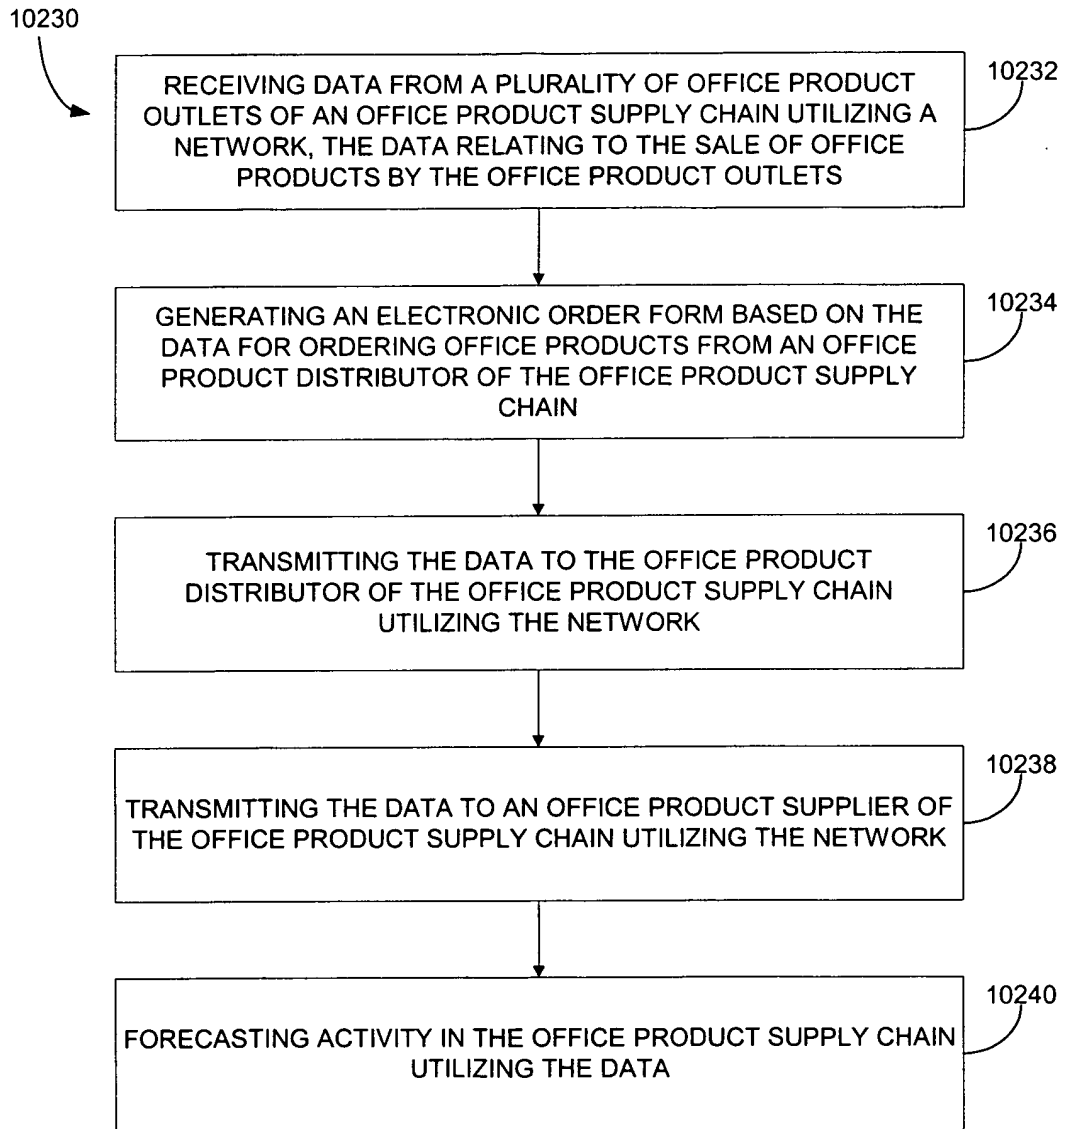 10230
RECEIVING DATA FROM A PLURALITY OF OFFICE PRODUCT
OUTLETS OF AN OFFICE PRODUCT SUPPLY CHAIN UTILIZING A
NETWORK, THE DATA RELATING TO THE SALE OF OFFICE
PRODUCTS BY THE OFFICE PRODUCT OUTLETS
10232
GENERATING AN ELECTRONIC ORDER FORM BASED ON THE
DATA FOR ORDERING OFFICE PRODUCTS FROM AN OFFICE
PRODUCT DISTRIBUTOR OF THE OFFICE PRODUCT SUPPLY
CHAIN
10234
TRANSMITTING THE DATA TO THE OFFICE PRODUCT
DISTRIBUTOR OF THE OFFICE PRODUCT SUPPLY CHAIN
UTILIZING THE NETWORK
10236
TRANSMITTING THE DATA TO AN OFFICE PRODUCT SUPPLIER OF
THE OFFICE PRODUCT SUPPLY CHAIN UTILIZING THE NETWORK
10238
FORECASTING ACTIVITY IN THE OFFICE PRODUCT SUPPLY CHAIN
UTILIZING THE DATA
10240